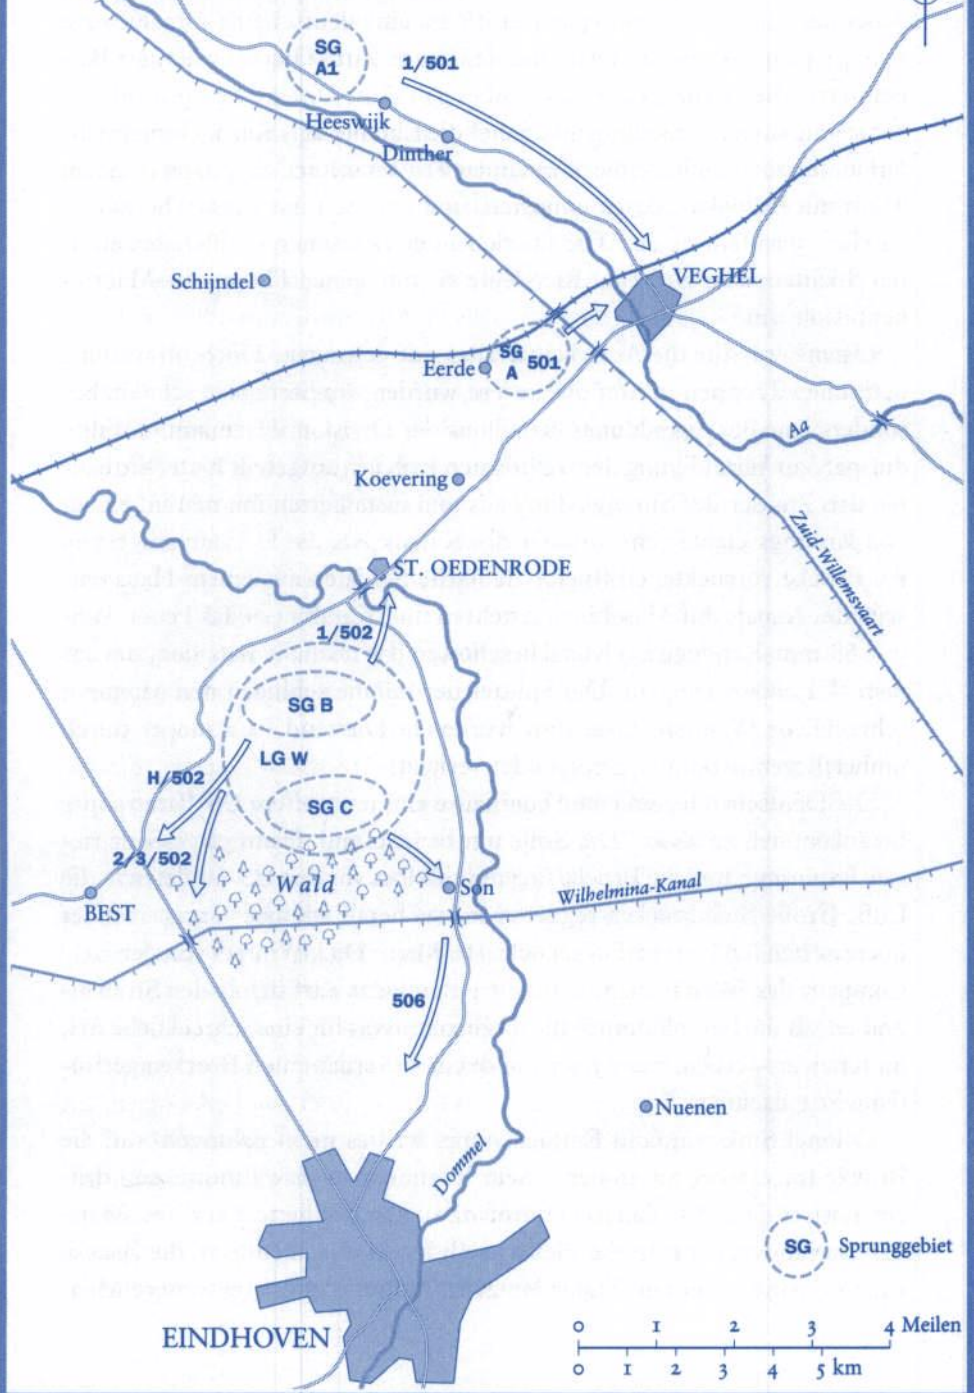 SG
A1
1/501
Heeswijk
Dinther
Schijndel
VEGHEL
SG
A
501
Eerde
Aa
Koevering
Zuid-Willemsvaart
ST. OEDENRODE
1/502
SG B
LG W
H/502
SG C
2/3/502
Wald
Son
Wilhelmina-Kanal
BEST
506
Nuenen
Dommel
SG Sprunggebiet
EINDHOVEN
0 1 2 3 4 Meilen
0 1 2 3 4 5 km